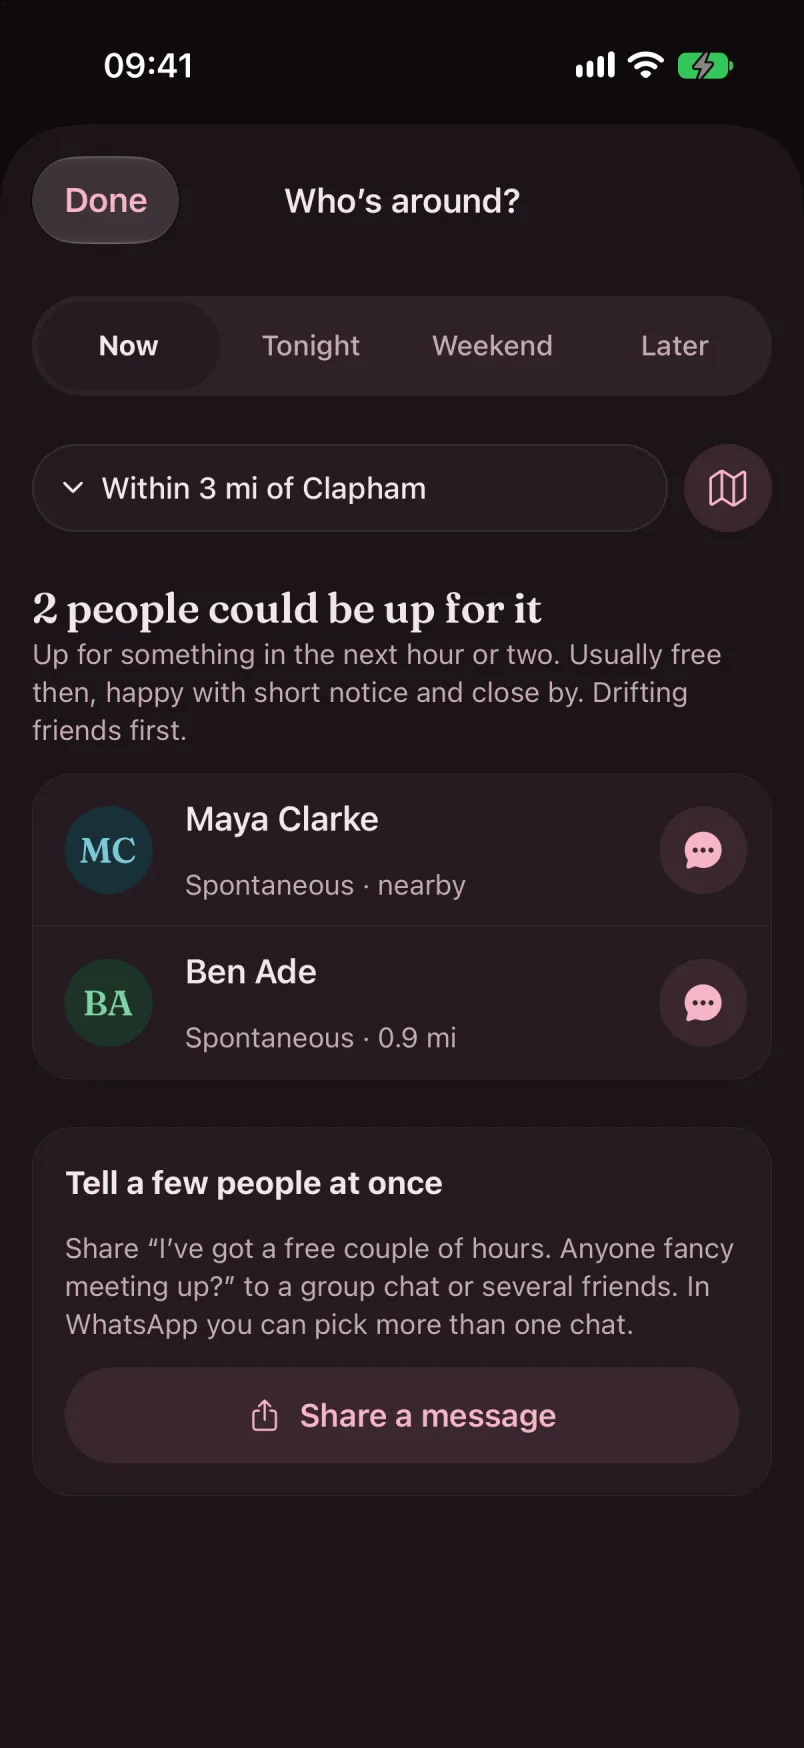 09:41
Done
Who’s around?
Now
Tonight
Weekend
Later
Within 3 mi of Clapham
2 people could be up for it
Up for something in the next hour or two. Usually free
then, happy with short notice and close by. Drifting
friends first.
MC
Maya Clarke
Spontaneous · nearby
BA
Ben Ade
Spontaneous · 0.9 mi
Tell a few people at once
Share “I’ve got a free couple of hours. Anyone fancy
meeting up?” to a group chat or several friends. In
WhatsApp you can pick more than one chat.
Share a message